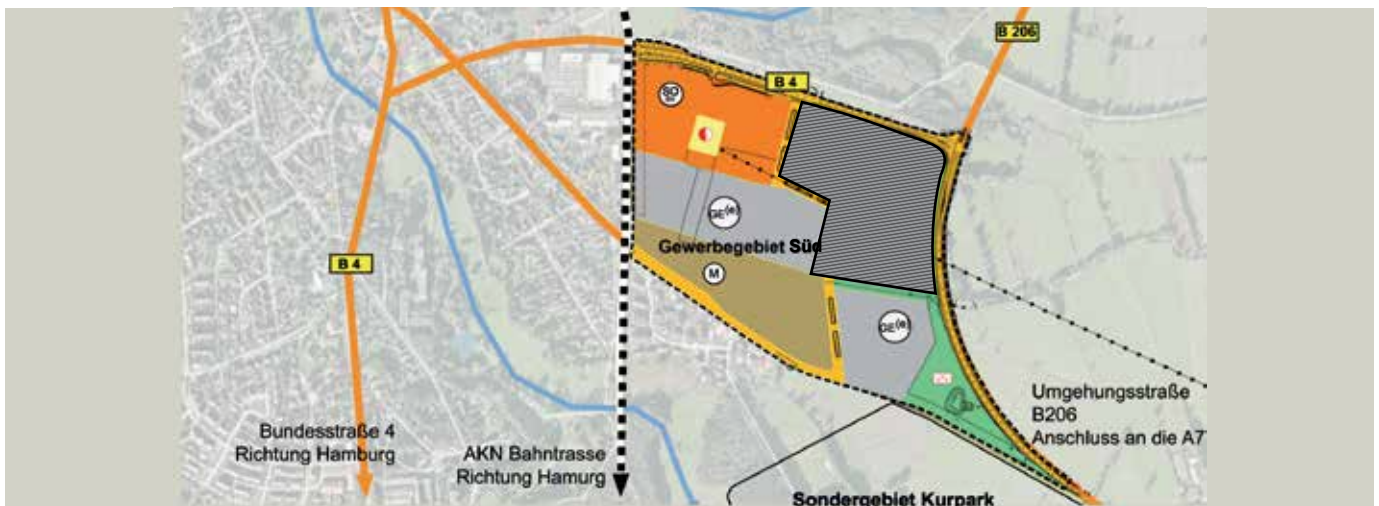 B 206
B 4
SO
GE(e)
Gewerbegebiet Süd
B 4
M
GE(e)
Umgehungsstraße
B206
Anschluss an die A7
Bundesstraße 4
Richtung Hamburg
AKN Bahntrasse
Richtung Hamurg
Sondergebiet Kurpark